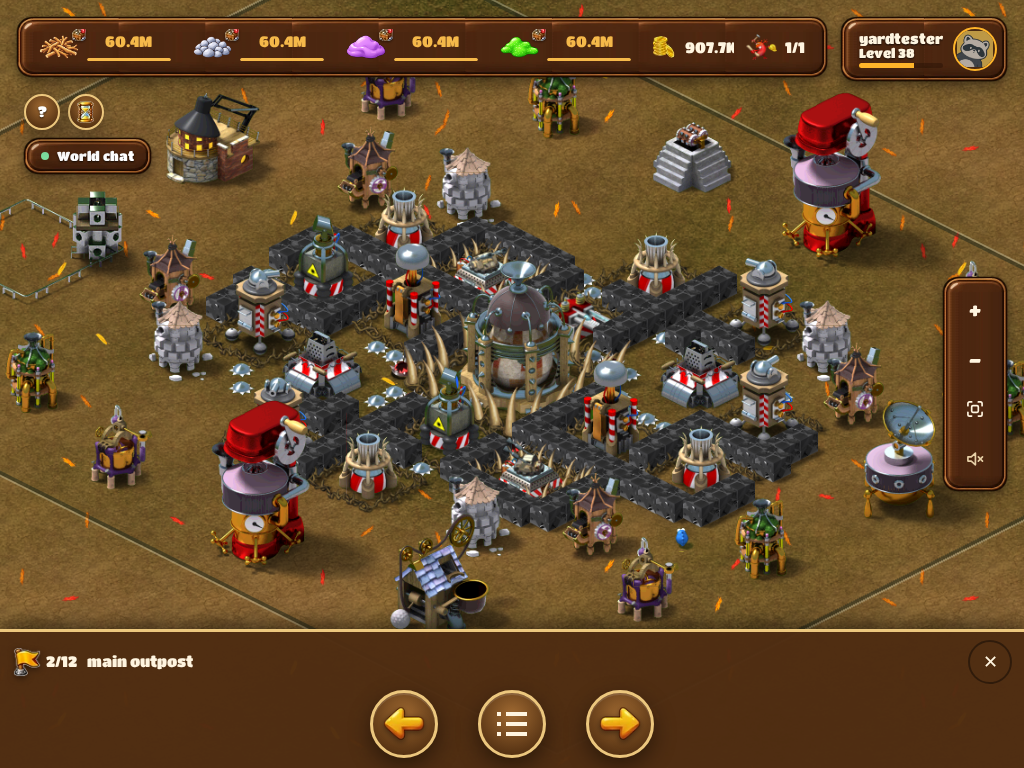 60.4M 60.4M 60.4M 60.4M 907.7K 1/1
yardtester
Level 38
?
World chat
2/12 main outpost